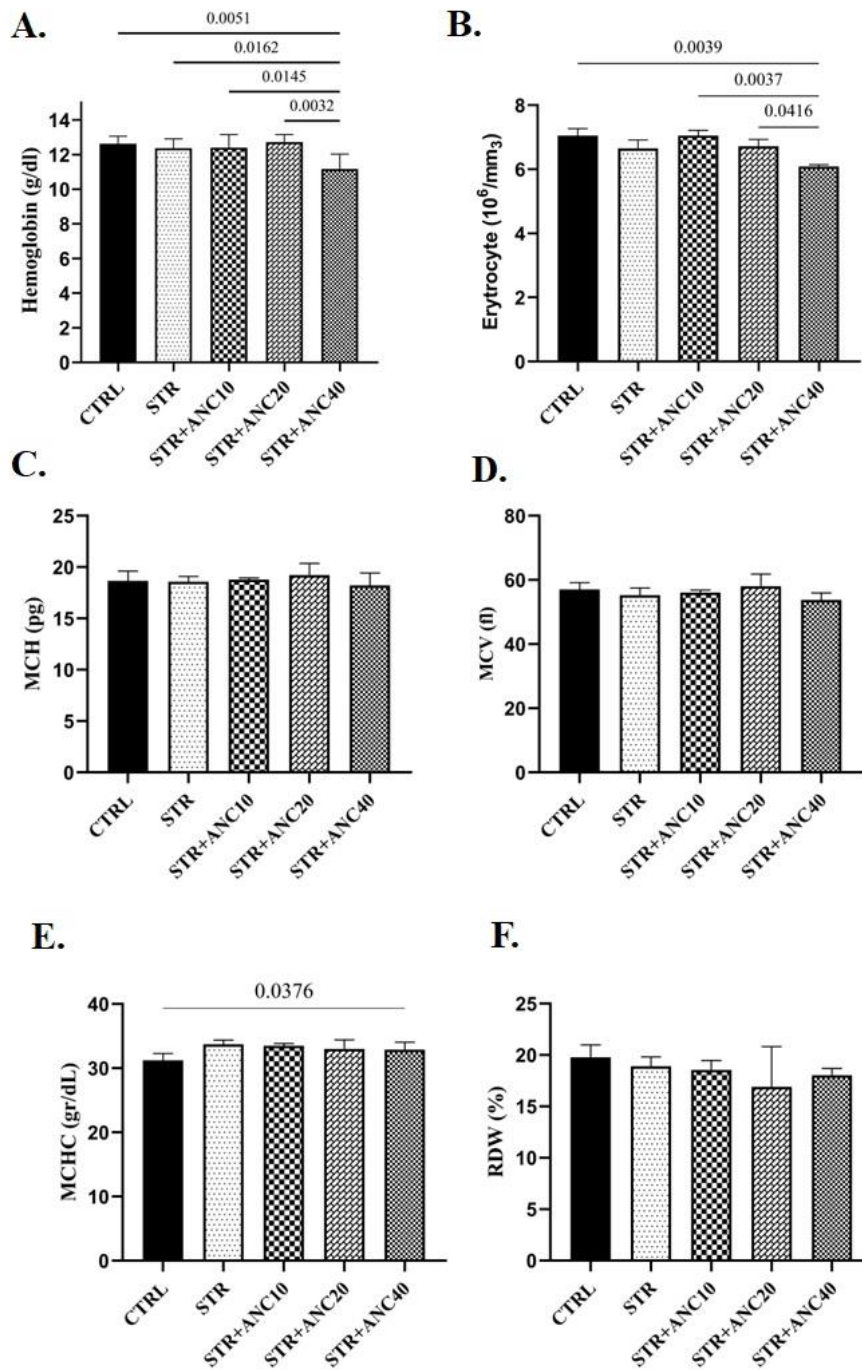 A.
0.0051
0.0162
0.0145
0.0032
Hemoglobin (g/dl)
14
12
10
8
6
4
2
0
CTRL
STR
STR+ANC10
STR+ANC20
STR+ANC40
B.
0.0039
0.0037
0.0416
Erytrocyte (10⁶/mm₃)
8
6
4
2
0
CTRL
STR
STR+ANC10
STR+ANC20
STR+ANC40
C.
MCH (pg)
25
20
15
10
5
0
CTRL
STR
STR+ANC10
STR+ANC20
STR+ANC40
D.
MCV (fl)
80
60
40
20
0
CTRL
STR
STR+ANC10
STR+ANC20
STR+ANC40
E.
0.0376
MCHC (gr/dL)
40
30
20
10
0
CTRL
STR
STR+ANC10
STR+ANC20
STR+ANC40
F.
RDW (%)
25
20
15
10
5
0
CTRL
STR
STR+ANC10
STR+ANC20
STR+ANC40